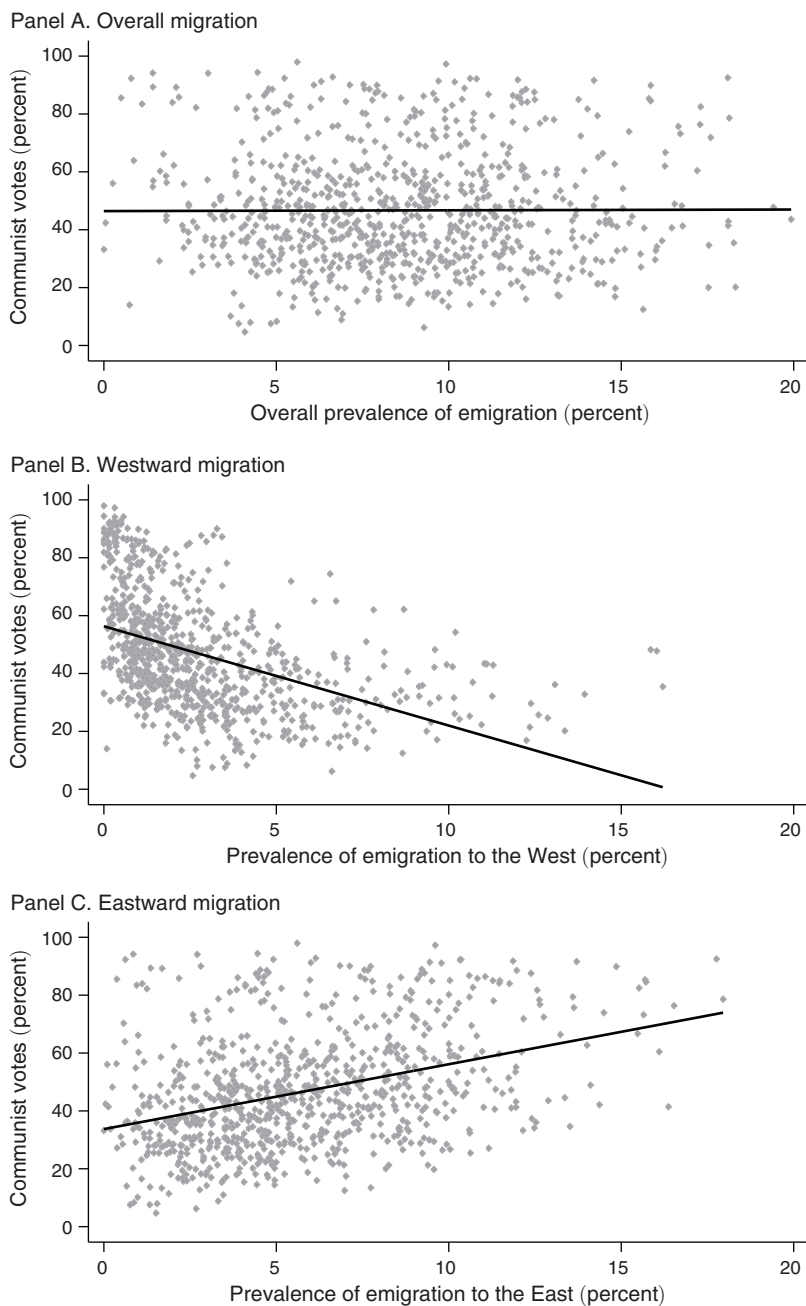 Panel A. Overall migration
Communist votes (percent)
100
80
60
40
20
0
0 5 10 15 20
Overall prevalence of emigration (percent)
Panel B. Westward migration
Communist votes (percent)
100
80
60
40
20
0
0 5 10 15 20
Prevalence of emigration to the West (percent)
Panel C. Eastward migration
Communist votes (percent)
100
80
60
40
20
0
0 5 10 15 20
Prevalence of emigration to the East (percent)